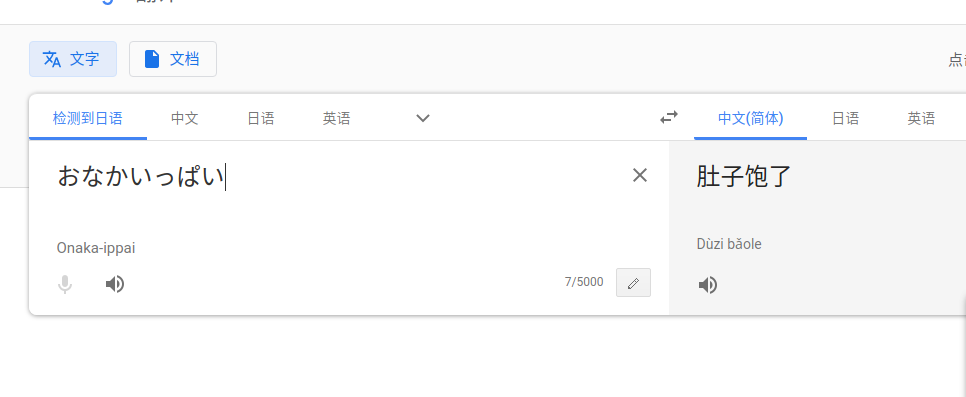 文字
文档
检测到日语
中文
日语
英语
中文(简体)
日语
英语
おなかいっぱい
肚子饱了
Onaka-ippai
Dùzi bǎole
7/5000